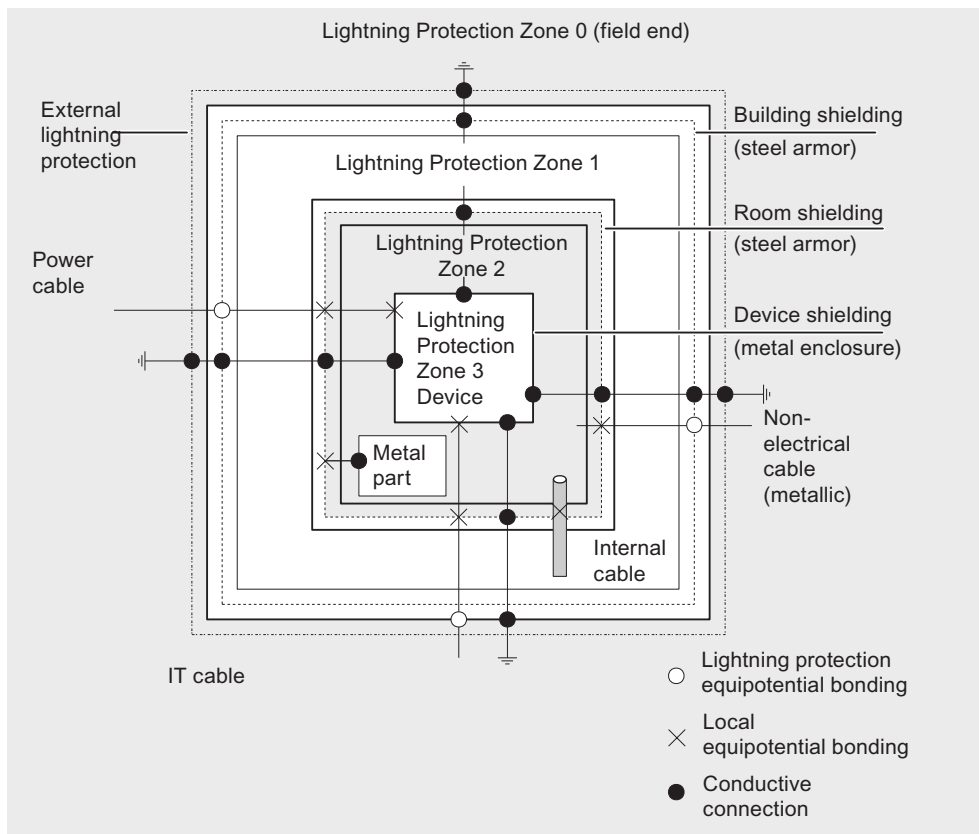 Lightning Protection Zone 0 (field end)
External
lightning
protection
Building shielding
(steel armor)
Lightning Protection Zone 1
Room shielding
(steel armor)
Lightning Protection
Zone 2
Power
cable
Lightning
Protection
Zone 3
Device
Device shielding
(metal enclosure)
Non-
electrical
cable
(metallic)
Metal
part
Internal
cable
IT cable
Lightning protection
equipotential bonding
Local
equipotential bonding
Conductive
connection